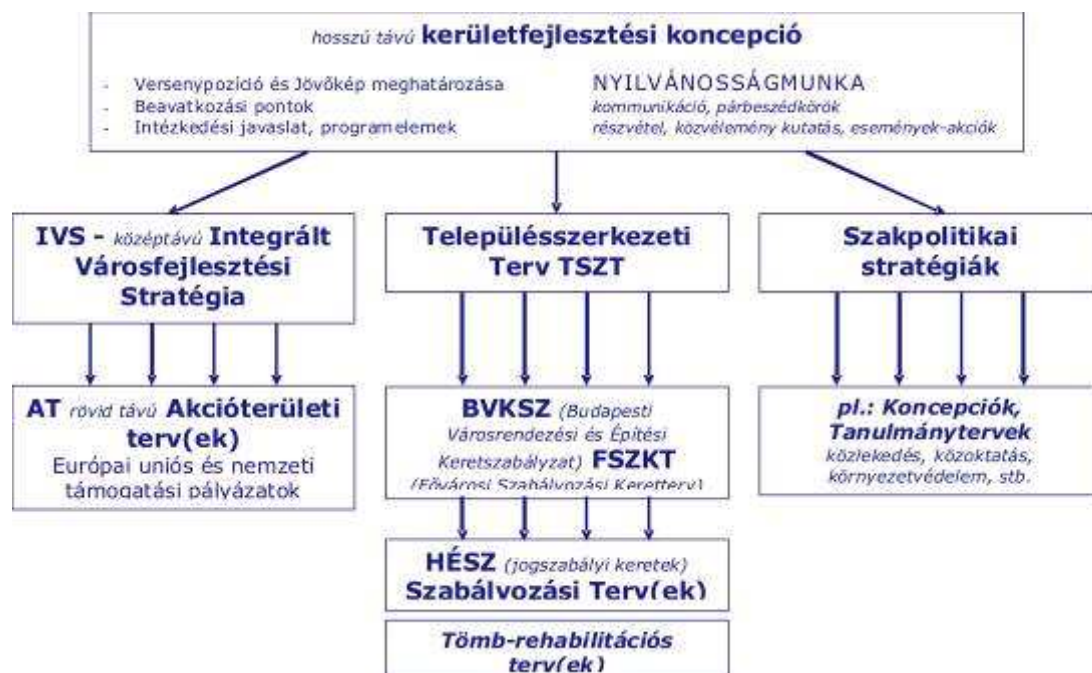 hosszú távú kerületfejlesztési koncepció
- Versenypozíció és Jövőkép meghatározása
- Beavatkozási pontok
- Intézkedési javaslat, programelemek
NYILVÁNOSSÁGMUNKA
kommunikáció, párbeszédkörök
részvétel, közvélemény kutatás, események-akciók
IVS - középtávú Integrált
Városfejlesztési
Stratégia
Településszerkezeti
Terv TSZT
Szakpolitikai
stratégiák
AT rövid távú Akcióterületi
terv(ek)
Európai uniós és nemzeti
támogatási pályázatok
BVKSZ (Budapesti
Városrendezési és Építési
Keretszabályzat) FSZKT
(Fővárosi Szabályozási Keretterv)
pl.: Koncepciók,
Tanulmánytervek
közlekedés, közoktatás,
környezetvédelem, stb.
HÉSZ (jogszabályi keretek)
Szabályozási Terv(ek)
Tömb-rehabilitációs
terv(ek)